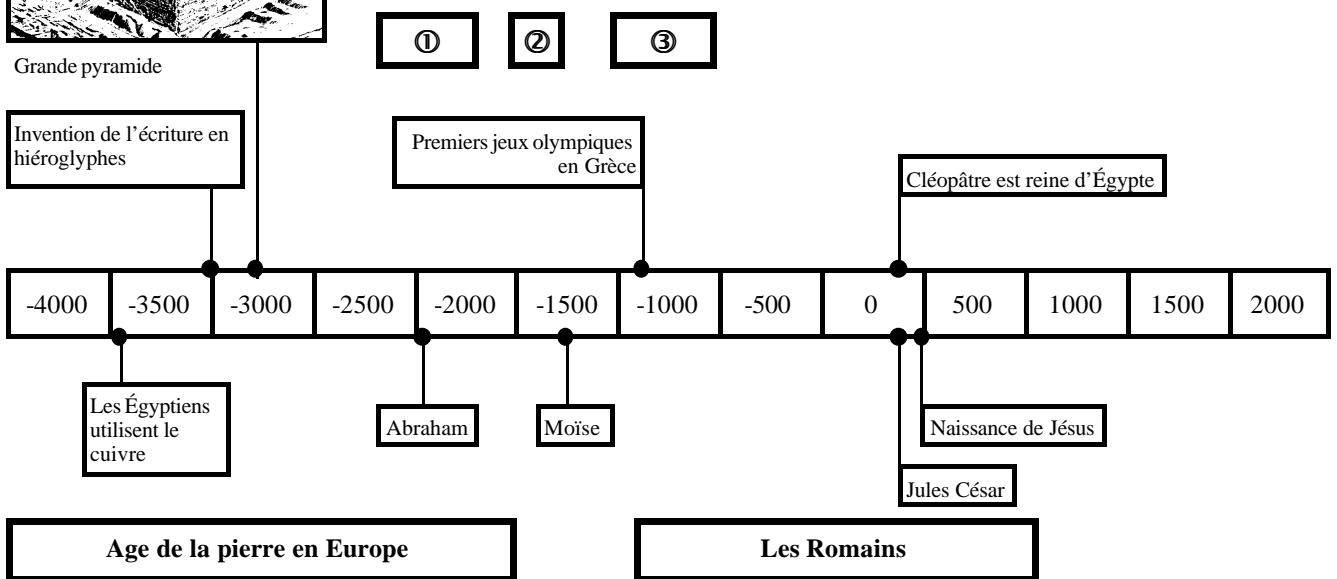 ① ② ③
Grande pyramide
Invention de l’écriture en
hiéroglyphes
Premiers jeux olympiques
en Grèce
Cléopâtre est reine d’Égypte
-4000 -3500 -3000 -2500 -2000 -1500 -1000 -500 0 500 1000 1500 2000
Les Égyptiens
utilisent le
cuivre
Abraham
Moïse
Naissance de Jésus
Jules César
Age de la pierre en Europe
Les Romains